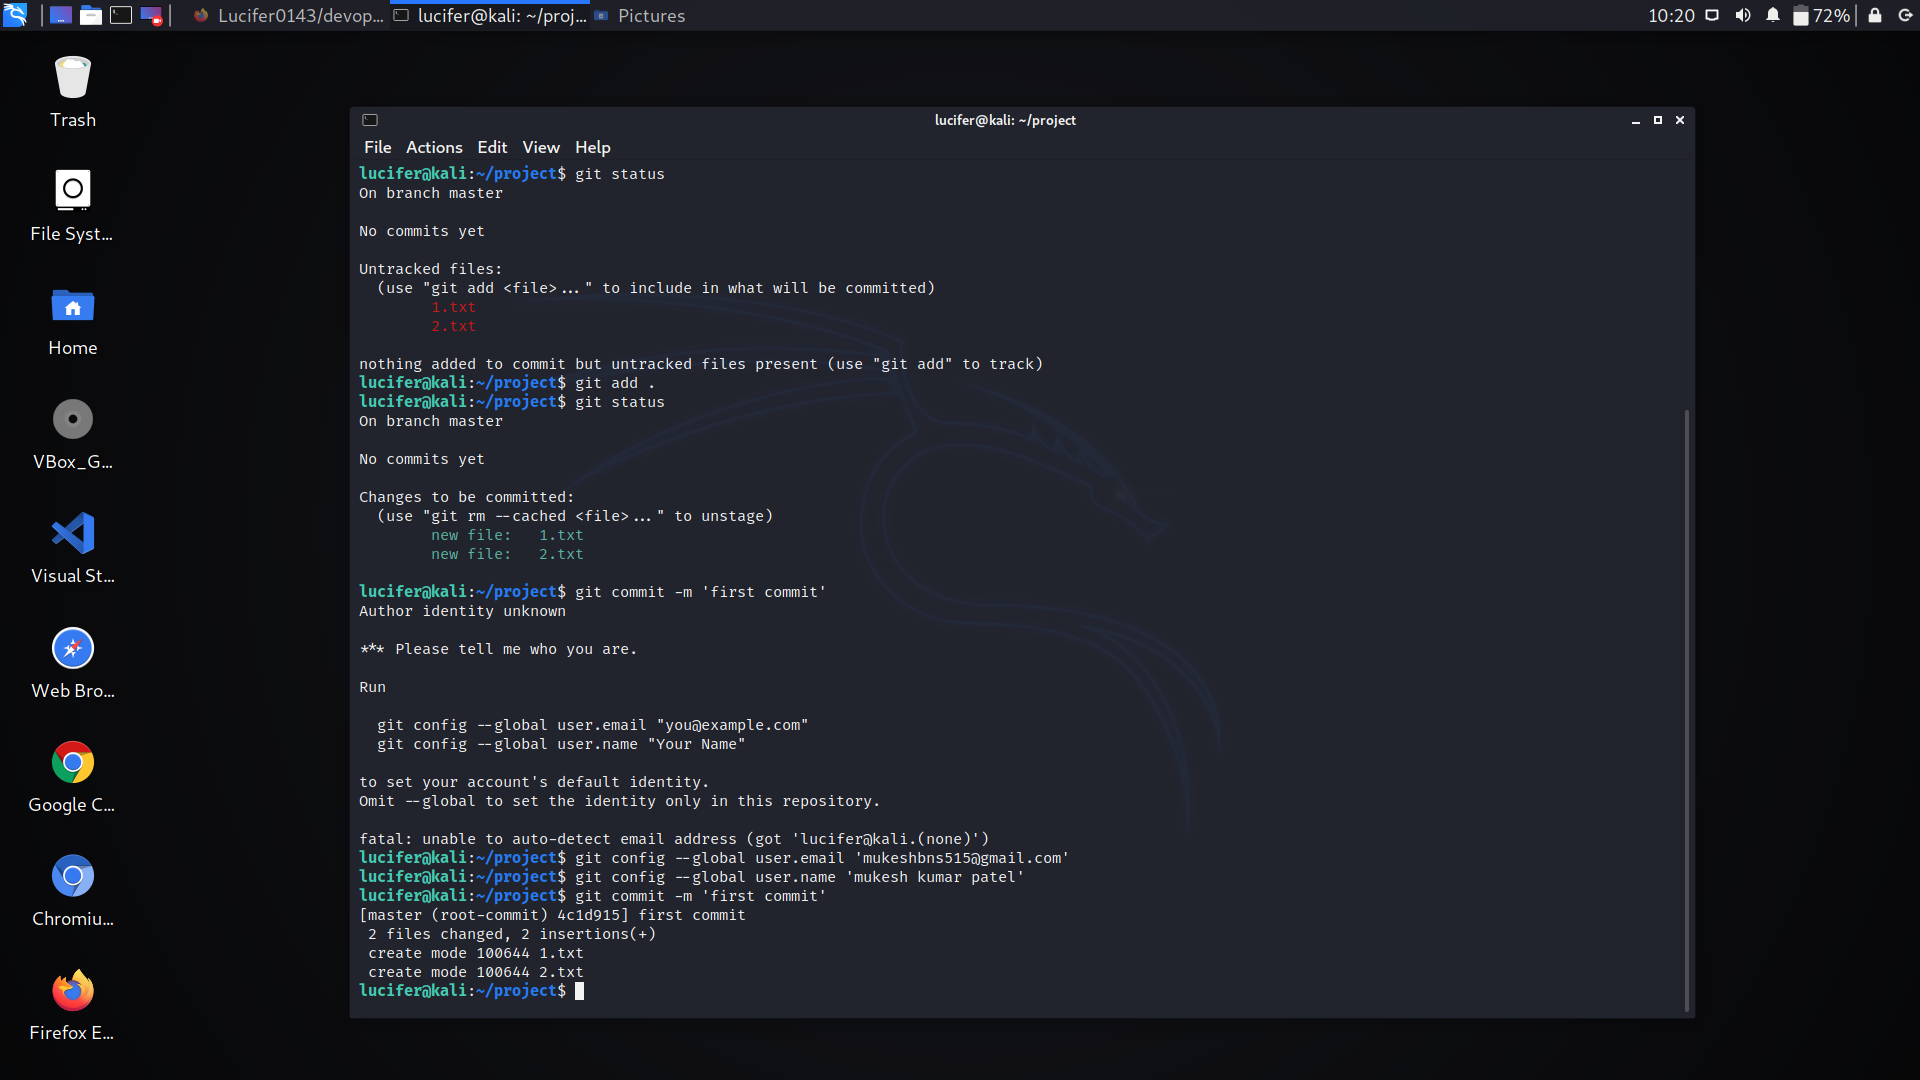 Lucifer0143/devop...
lucifer@kali: ~/proj...
Pictures
10:20
72%
Trash
File Syst...
Home
VBox_G...
Visual St...
Web Bro...
Google C...
Chromiu...
Firefox E...
lucifer@kali: ~/project
File Actions Edit View Help
lucifer@kali:~/project$ git status
On branch master
No commits yet
Untracked files:
  (use "git add <file>..." to include in what will be committed)
        1.txt
        2.txt
nothing added to commit but untracked files present (use "git add" to track)
lucifer@kali:~/project$ git add .
lucifer@kali:~/project$ git status
On branch master
No commits yet
Changes to be committed:
  (use "git rm --cached <file>..." to unstage)
        new file:   1.txt
        new file:   2.txt
lucifer@kali:~/project$ git commit -m 'first commit'
Author identity unknown
*** Please tell me who you are.
Run
  git config --global user.email "you@example.com"
  git config --global user.name "Your Name"
to set your account's default identity.
Omit --global to set the identity only in this repository.
fatal: unable to auto-detect email address (got 'lucifer@kali.(none)')
lucifer@kali:~/project$ git config --global user.email 'mukeshbns515@gmail.com'
lucifer@kali:~/project$ git config --global user.name 'mukesh kumar patel'
lucifer@kali:~/project$ git commit -m 'first commit'
[master (root-commit) 4c1d915] first commit
 2 files changed, 2 insertions(+)
 create mode 100644 1.txt
 create mode 100644 2.txt
lucifer@kali:~/project$